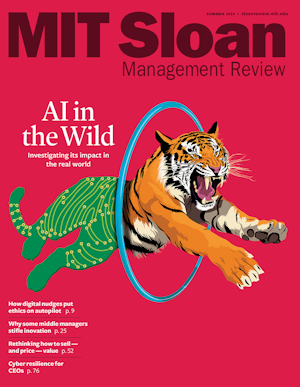 MIT Sloan
Management Review
AI in
the Wild
Investigating its impact in
the real world
How digital nudges put
ethics on autopilot p. 9
Why some middle managers
stifle inovation p. 25
Rethinking how to sell —
and price — value p. 52
Cyber resilience for
CEOs p. 76